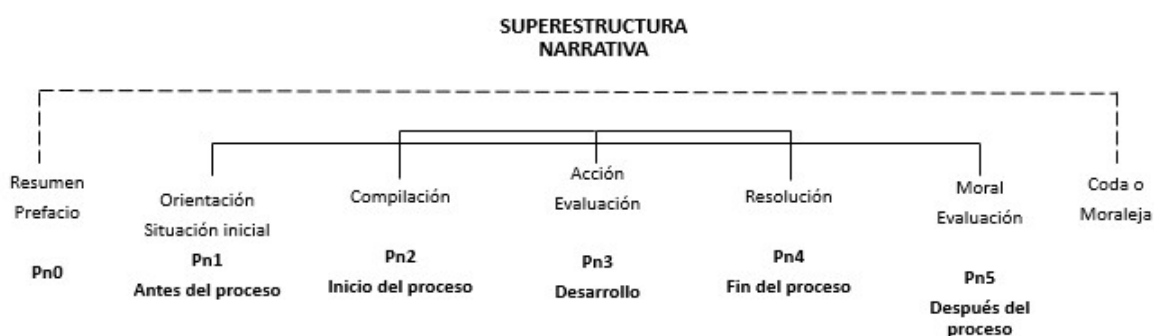 SUPERESTRUCTURA
NARRATIVA
Resumen
Prefacio
Pn0
Orientación
Situación inicial
Pn1
Antes del proceso
Compilación
Pn2
Inicio del proceso
Acción
Evaluación
Pn3
Desarrollo
Resolución
Pn4
Fin del proceso
Moral
Evaluación
Pn5
Después del
proceso
Coda o
Moraleja